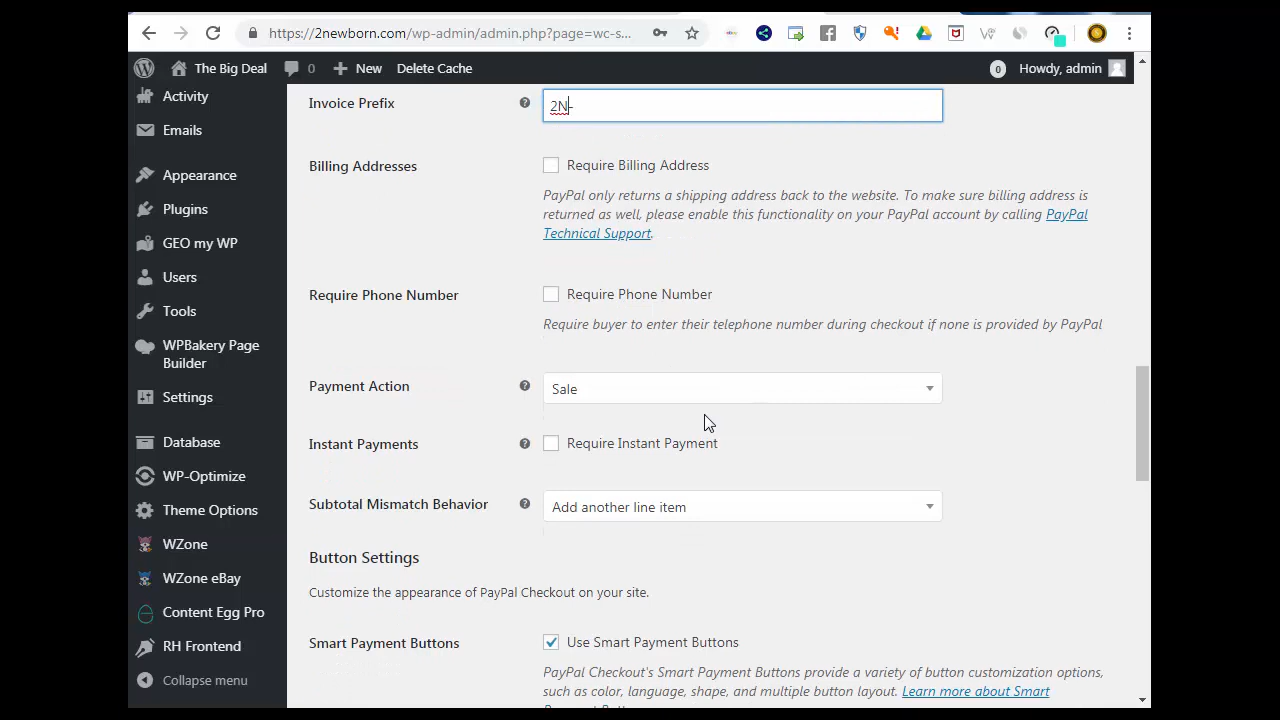 https://2newborn.com/wp-admin/admin.php?page=wc-s...
The Big Deal
0
New
Delete Cache
0
Howdy, admin
Activity
Emails
Appearance
Plugins
GEO my WP
Users
Tools
WPBakery Page
Builder
Settings
Database
WP-Optimize
Theme Options
WZone
WZone eBay
Content Egg Pro
RH Frontend
Collapse menu
Invoice Prefix
2N-
Billing Addresses
Require Billing Address
PayPal only returns a shipping address back to the website. To make sure billing address is
returned as well, please enable this functionality on your PayPal account by calling PayPal
Technical Support.
Require Phone Number
Require Phone Number
Require buyer to enter their telephone number during checkout if none is provided by PayPal
Payment Action
Sale
Instant Payments
Require Instant Payment
Subtotal Mismatch Behavior
Add another line item
Button Settings
Customize the appearance of PayPal Checkout on your site.
Smart Payment Buttons
Use Smart Payment Buttons
PayPal Checkout's Smart Payment Buttons provide a variety of button customization options,
such as color, language, shape, and multiple button layout. Learn more about Smart